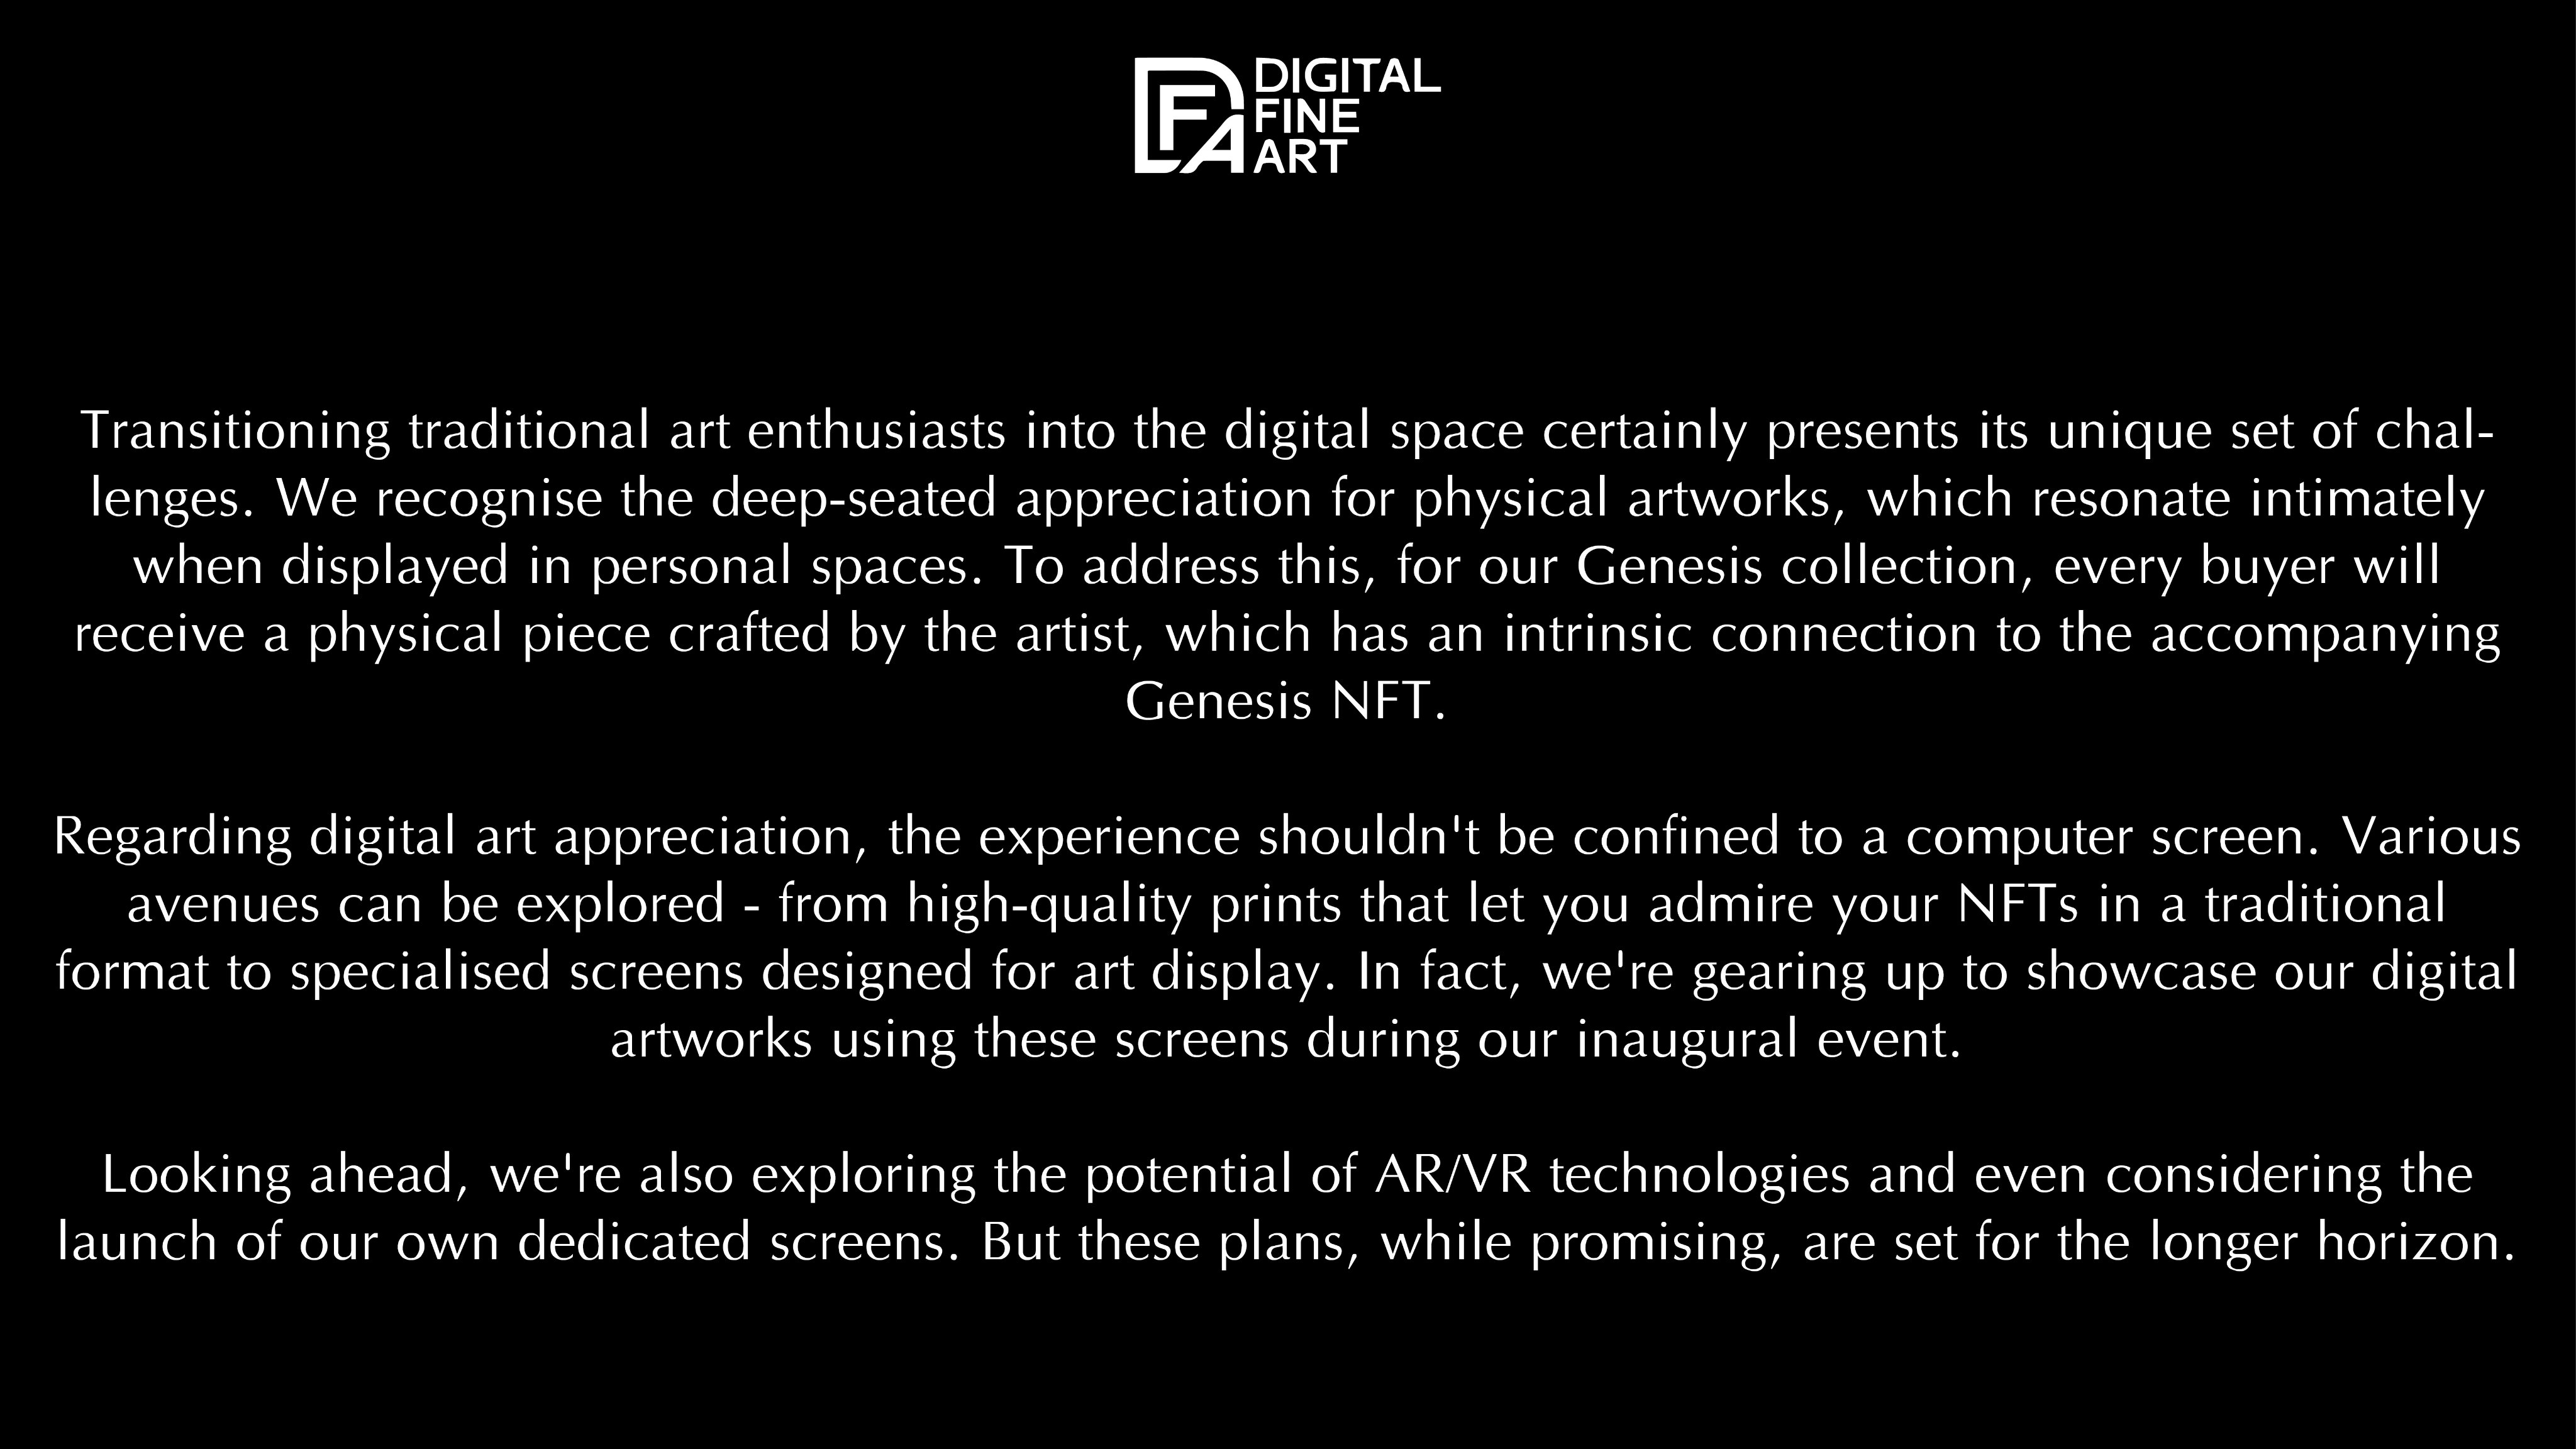 DIGITAL
FINE
ART
Transitioning traditional art enthusiasts into the digital space certainly presents its unique set of chal-
lenges. We recognise the deep-seated appreciation for physical artworks, which resonate intimately
when displayed in personal spaces. To address this, for our Genesis collection, every buyer will
receive a physical piece crafted by the artist, which has an intrinsic connection to the accompanying
Genesis NFT.
Regarding digital art appreciation, the experience shouldn't be confined to a computer screen. Various
avenues can be explored - from high-quality prints that let you admire your NFTs in a traditional
format to specialised screens designed for art display. In fact, we're gearing up to showcase our digital
artworks using these screens during our inaugural event.
Looking ahead, we're also exploring the potential of AR/VR technologies and even considering the
launch of our own dedicated screens. But these plans, while promising, are set for the longer horizon.